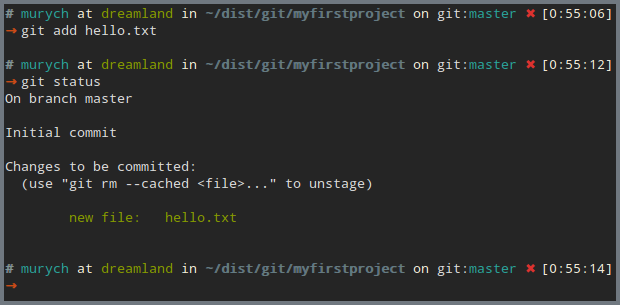 # murych at dreamland in ~/dist/git/myfirstproject on git:master ✖ [0:55:06]
→ git add hello.txt
# murych at dreamland in ~/dist/git/myfirstproject on git:master ✖ [0:55:12]
→ git status
On branch master
Initial commit
Changes to be committed:
(use "git rm --cached <file>..." to unstage)
new file: hello.txt
# murych at dreamland in ~/dist/git/myfirstproject on git:master ✖ [0:55:14]
→